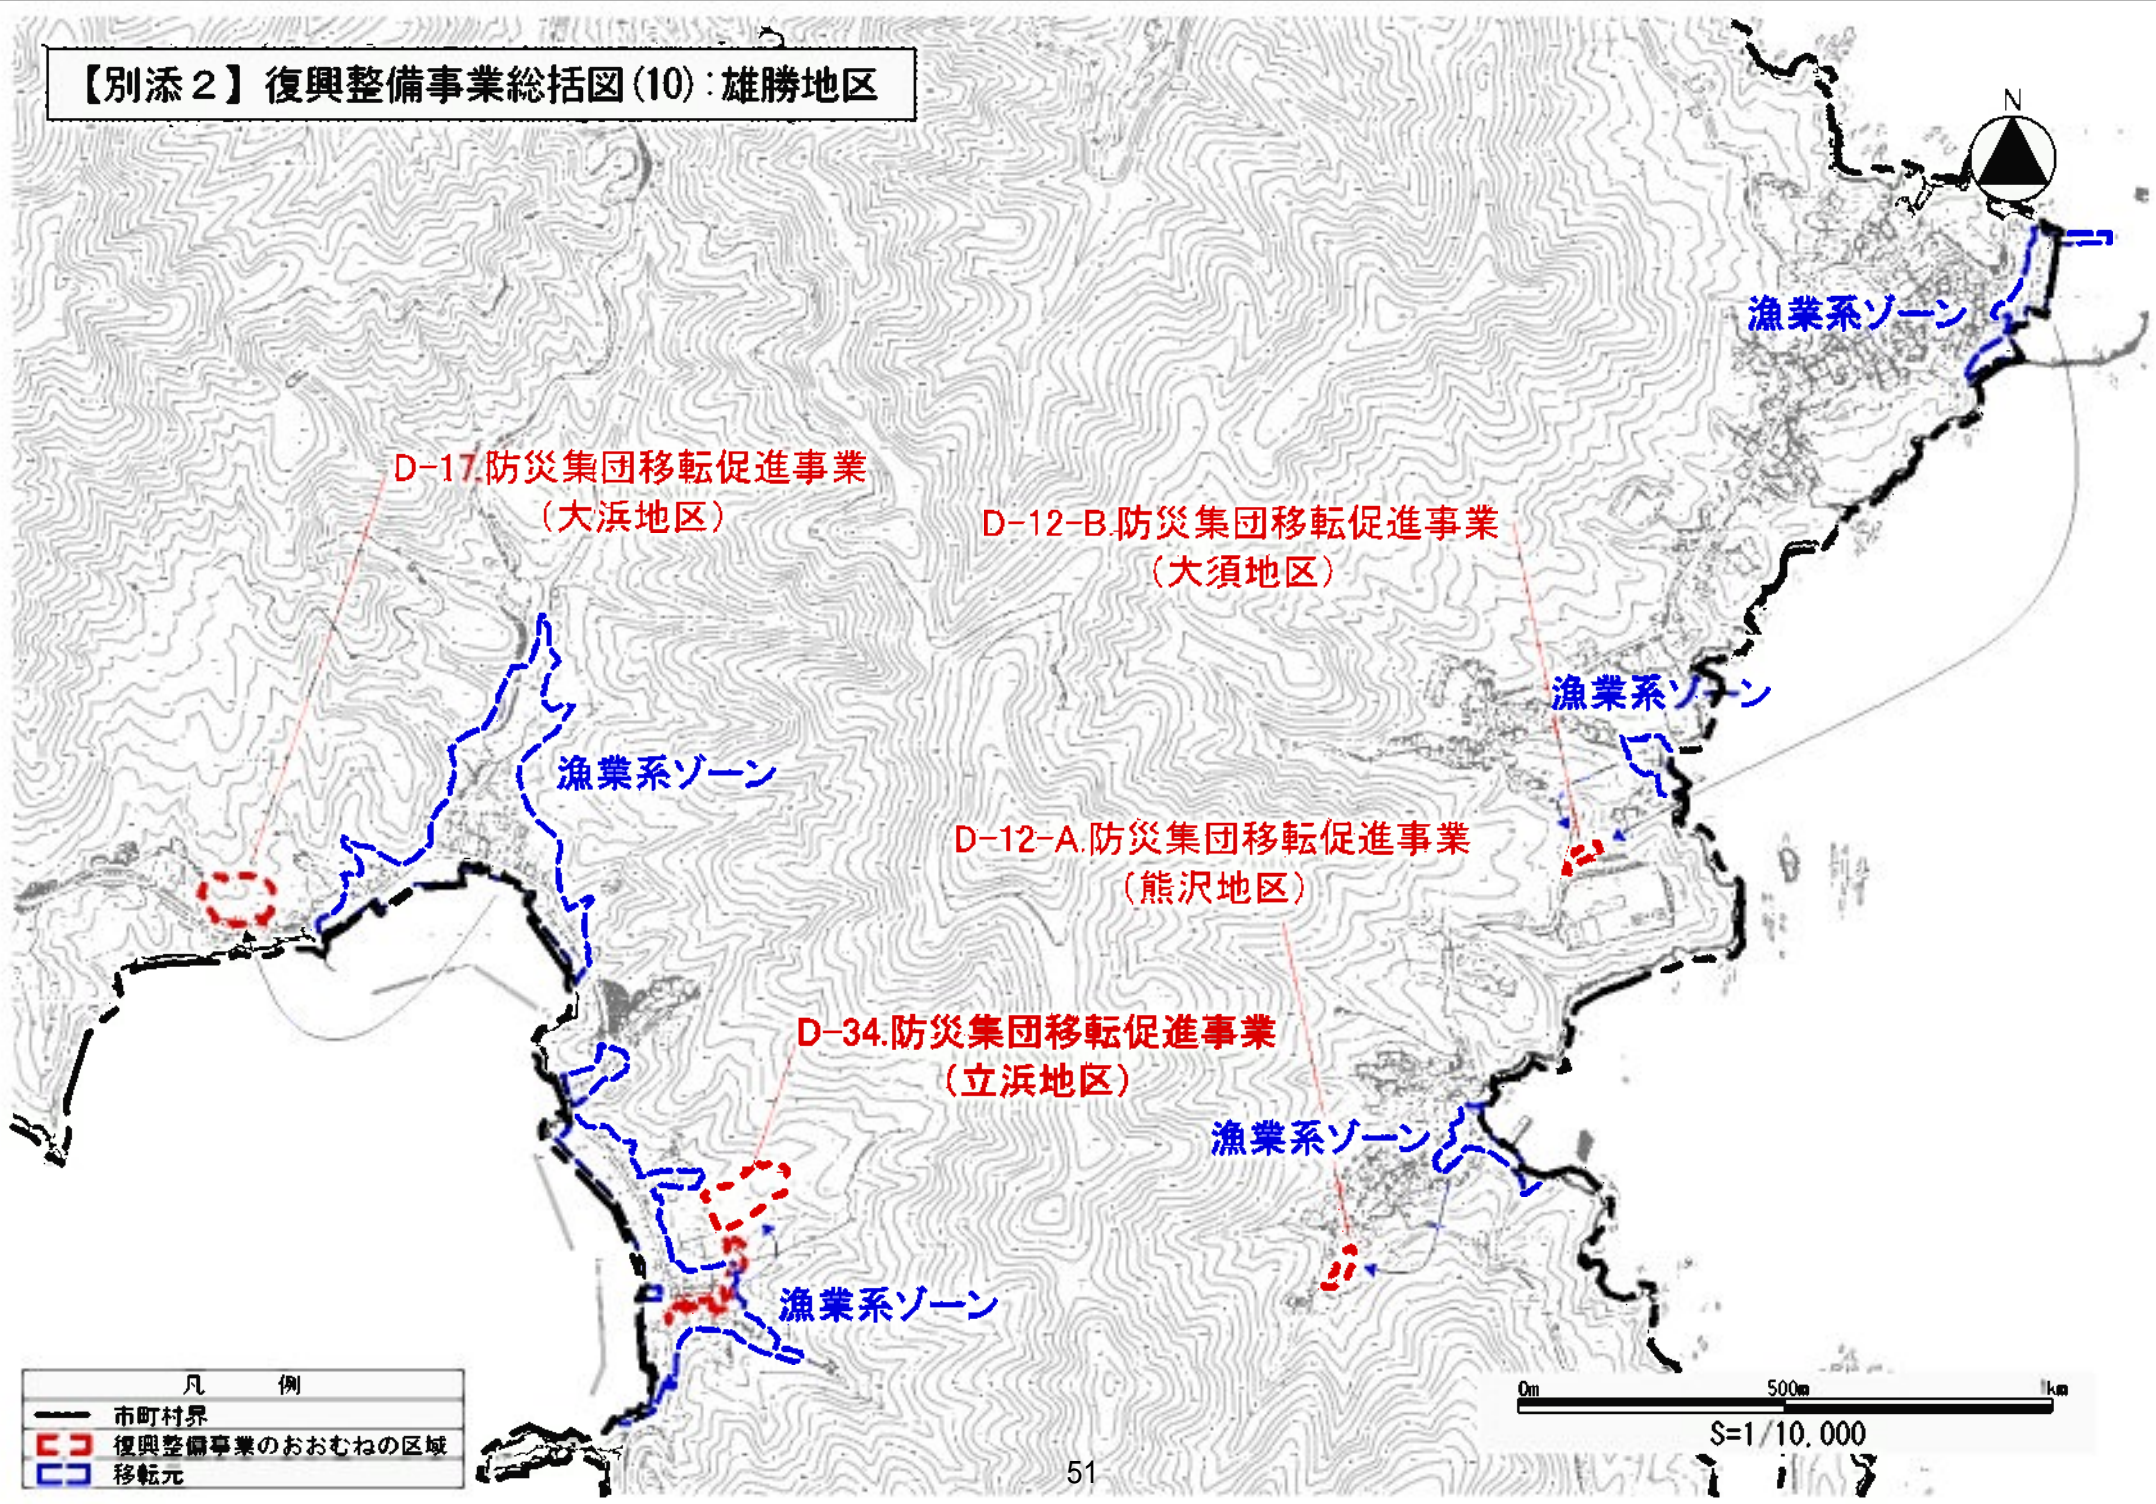 【別添２】復興整備事業総括図(10):雄勝地区
N
漁業系ゾーン
D-17.防災集団移転促進事業
（大浜地区）
D-12-B.防災集団移転促進事業
（大須地区）
漁業系ゾーン
漁業系ゾーン
D-12-A.防災集団移転促進事業
（熊沢地区）
D-34.防災集団移転促進事業
（立浜地区）
漁業系ゾーン
漁業系ゾーン
凡　例
市町村界
復興整備事業のおおむねの区域
移転元
0m 500m 1km
S=1/10,000
51